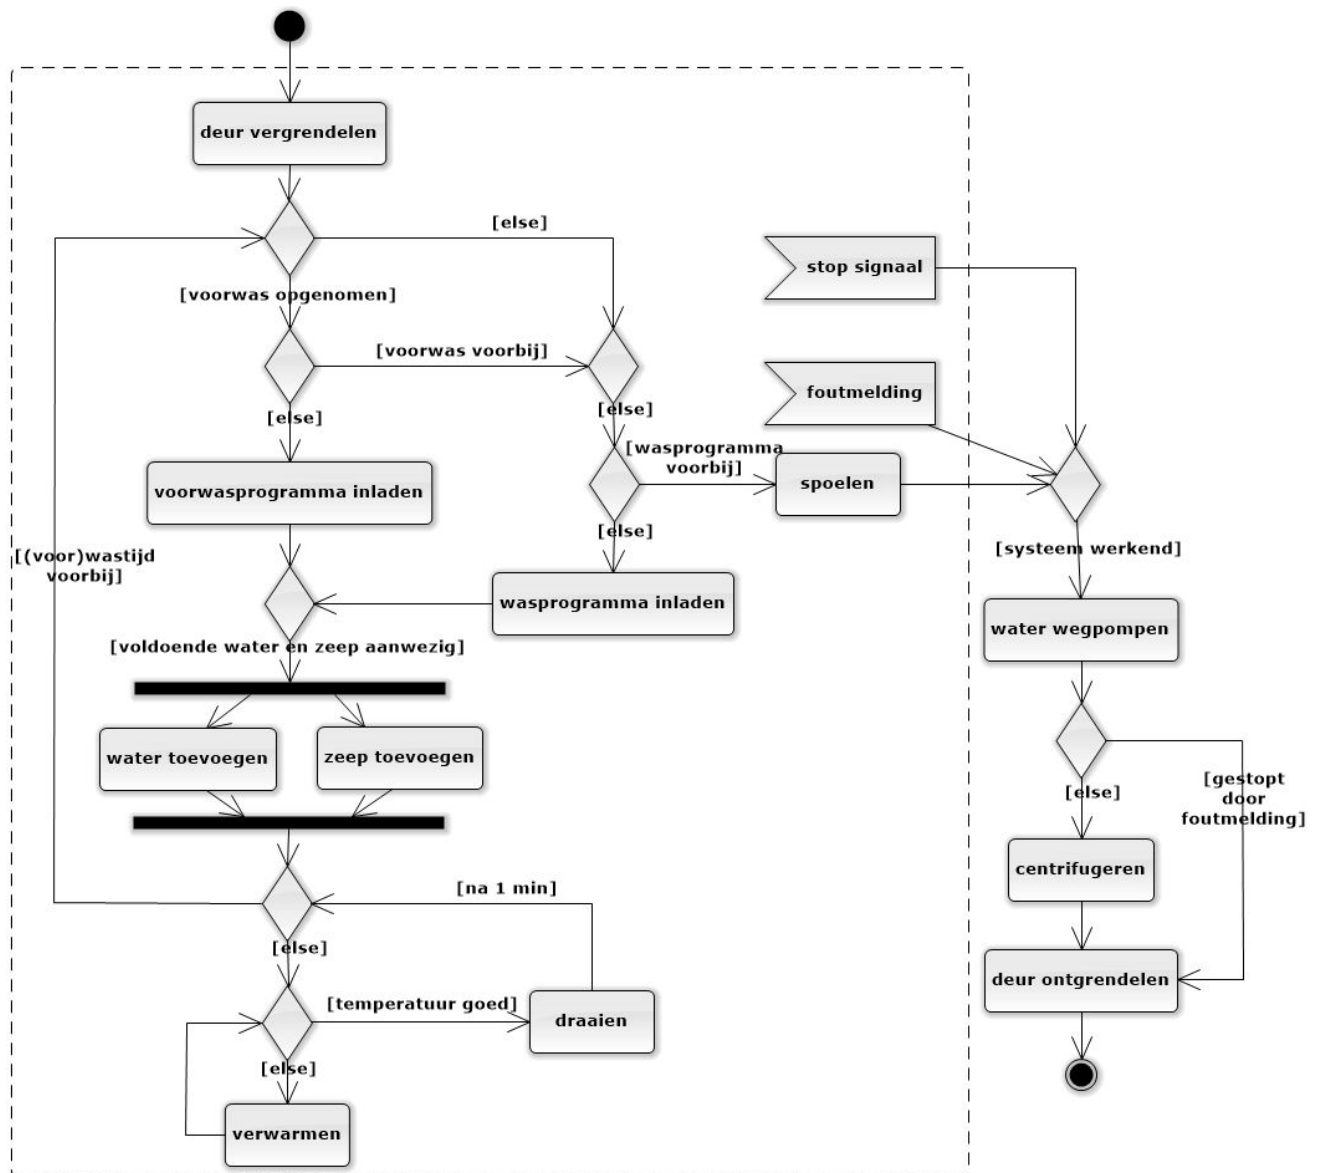 deur vergrendelen
[else]
stop signaal
[voorwas opgenomen]
[voorwas voorbij]
foutmelding
[else]
[else]
[wasprogramma
voorbij]
spoelen
voorwasprogramma inladen
[else]
[systeem werkend]
[(voor)wastijd
voorbij]
wasprogramma inladen
water wegpompen
[voldoende water en zeep aanwezig]
water toevoegen
zeep toevoegen
[gestopt
door
foutmelding]
[else]
centrifugeren
[na 1 min]
[else]
deur ontgrendelen
[temperatuur goed]
draaien
[else]
verwarmen